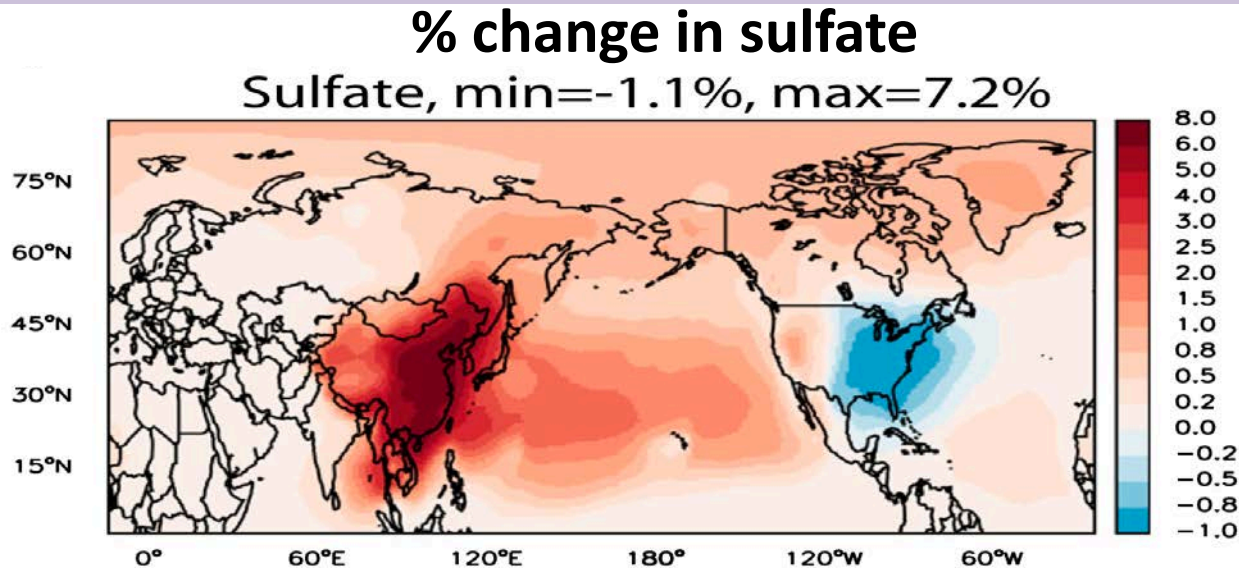 % change in sulfate
Sulfate, min=-1.1%, max=7.2%
75°N
60°N
45°N
30°N
15°N
0°
60°E
120°E
180°
120°W
60°W
8.0
6.0
5.0
4.0
3.0
2.5
2.0
1.5
1.0
0.8
0.5
0.2
0.0
−0.2
−0.5
−0.8
−1.0